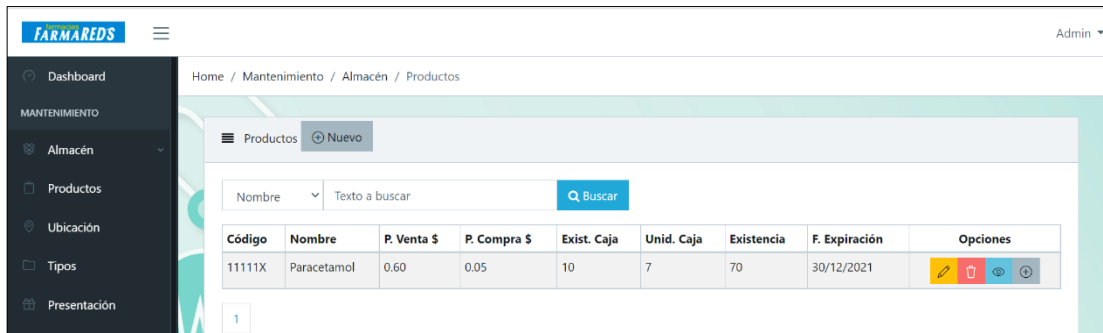 farmacias
FARMAREDS
Admin
Dashboard
Home / Mantenimiento / Almacén / Productos
MANTENIMIENTO
Productos Nuevo
Almacén
Productos
Nombre Texto a buscar Buscar
Ubicación
Código Nombre P. Venta $ P. Compra $ Exist. Caja Unid. Caja Existencia F. Expiración Opciones
Tipos
11111X Paracetamol 0.60 0.05 10 7 70 30/12/2021
Presentación
1